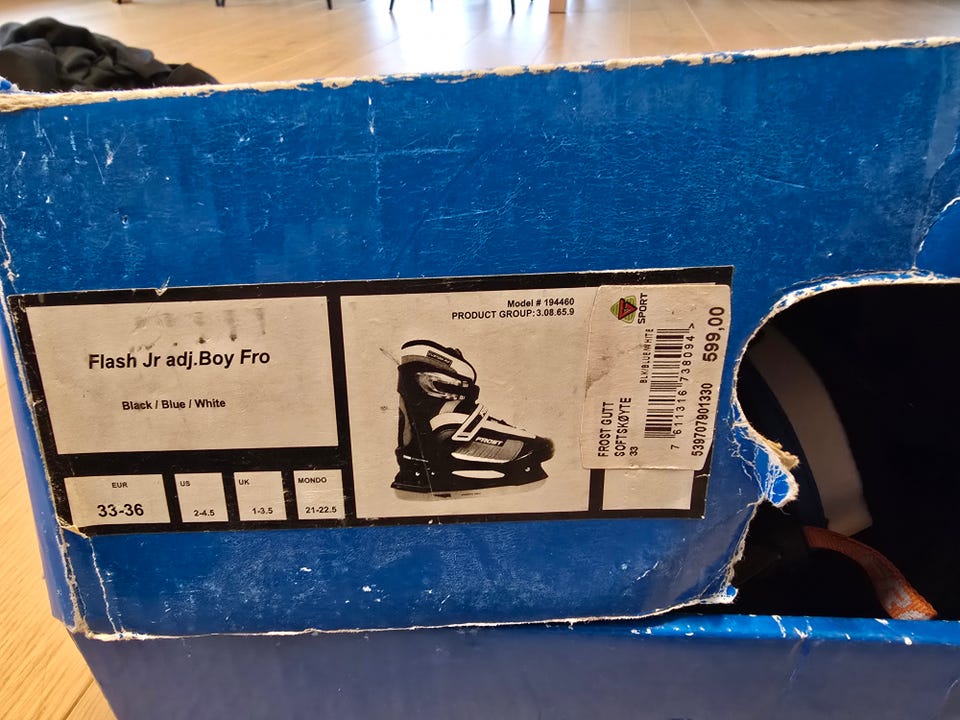 Flash Jr adj.Boy Fro
Black / Blue / White
EUR
33-36
US
2-4.5
UK
1-3.5
MONDO
21-22.5
Model # 194460
PRODUCT GROUP: 3.08.65.9
FROST
SPORT
FROST GUTT
SOFTSKØYTE
33
BLK/BLUE/WHITE
7 611316 738094 >
539707901330
599,00